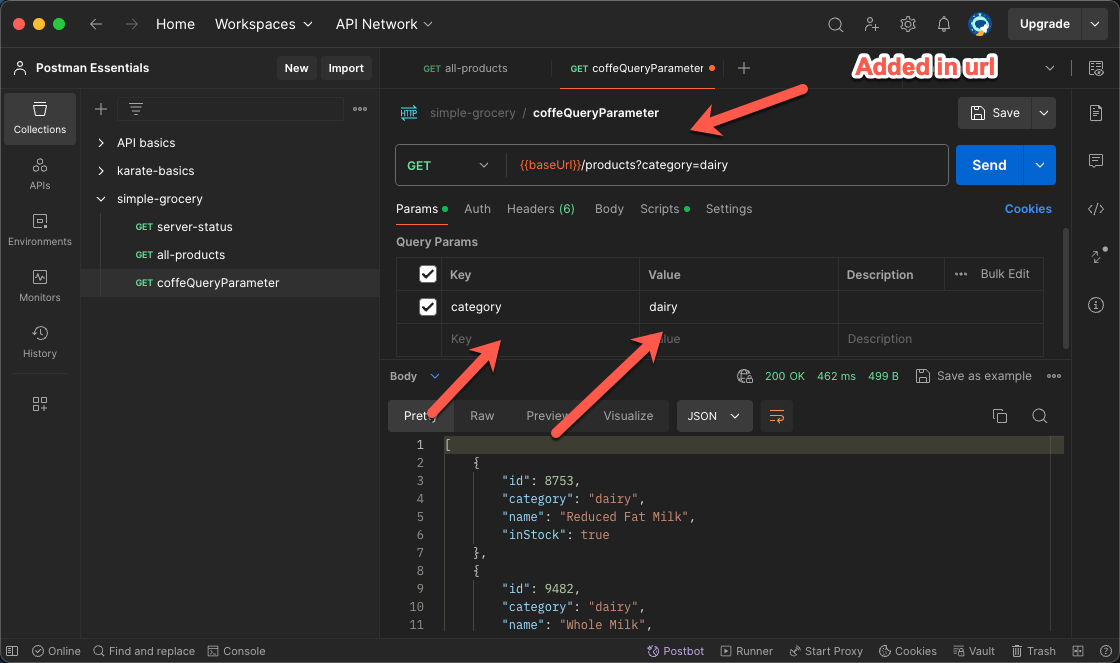 Home Workspaces API Network Upgrade
Postman Essentials New Import GET all-products GET coffeQueryParameter Added in url
Collections
APIs
Environments
Monitors
History
API basics
karate-basics
simple-grocery
GET server-status
GET all-products
GET coffeQueryParameter
HTTP simple-grocery / coffeQueryParameter Save
GET {{baseUrl}}/products?category=dairy Send
Params Auth Headers (6) Body Scripts Settings Cookies
Query Params
Key Value Description Bulk Edit
category dairy
Key Value Description
Body 200 OK 462 ms 499 B Save as example
Pretty Raw Preview Visualize JSON
1 [
2 {
3 "id": 8753,
4 "category": "dairy",
5 "name": "Reduced Fat Milk",
6 "inStock": true
7 },
8 {
9 "id": 9482,
10 "category": "dairy",
11 "name": "Whole Milk",
Online Find and replace Console Postbot Runner Start Proxy Cookies Vault Trash